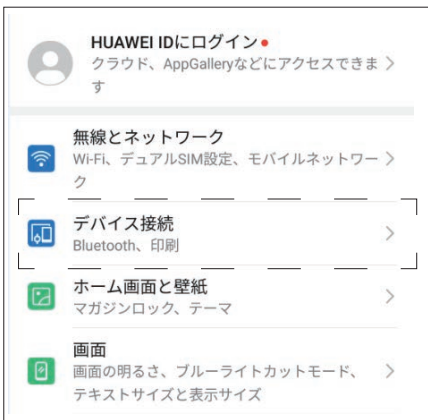 HUAWEI IDにログイン
クラウド、AppGalleryなどにアクセスできま
す
無線とネットワーク
Wi-Fi、デュアルSIM設定、モバイルネットワー
ク
デバイス接続
Bluetooth、印刷
ホーム画面と壁紙
マガジンロック、テーマ
画面
画面の明るさ、ブルーライトカットモード、
テキストサイズと表示サイズ